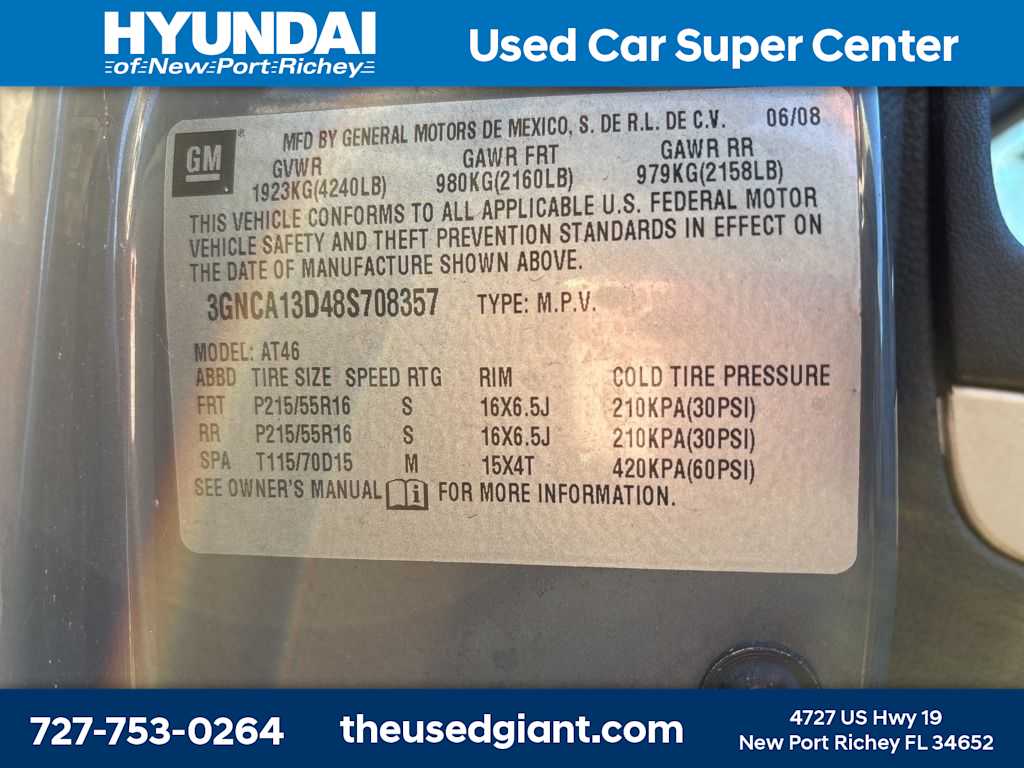 HYUNDAI
of New Port Richey
Used Car Super Center
GM ®
MFD BY GENERAL MOTORS DE MEXICO, S. DE R.L. DE C.V. 06/08
GVWR GAWR FRT GAWR RR
1923KG(4240LB) 980KG(2160LB) 979KG(2158LB)
THIS VEHICLE CONFORMS TO ALL APPLICABLE U.S. FEDERAL MOTOR
VEHICLE SAFETY AND THEFT PREVENTION STANDARDS IN EFFECT ON
THE DATE OF MANUFACTURE SHOWN ABOVE.
3GNCA13D48S708357 TYPE: M.P.V.
MODEL: AT46
ABBD TIRE SIZE SPEED RTG RIM COLD TIRE PRESSURE
FRT P215/55R16 S 16X6.5J 210KPA(30PSI)
RR P215/55R16 S 16X6.5J 210KPA(30PSI)
SPA T115/70D15 M 15X4T 420KPA(60PSI)
SEE OWNER'S MANUAL i FOR MORE INFORMATION.
727-753-0264
theusedgiant.com
4727 US Hwy 19
New Port Richey FL 34652